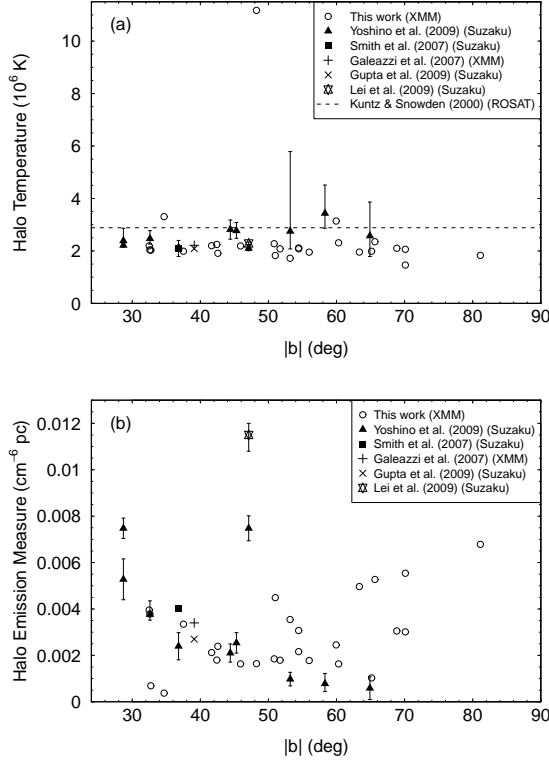 (a)
This work (XMM)
Yoshino et al. (2009) (Suzaku)
Smith et al. (2007) (Suzaku)
Galeazzi et al. (2007) (XMM)
Gupta et al. (2009) (Suzaku)
Lei et al. (2009) (Suzaku)
Kuntz & Snowden (2000) (ROSAT)
Halo Temperature (10⁶ K)
10
8
6
4
2
0
30 40 50 60 70 80 90
|b| (deg)
(b)
This work (XMM)
Yoshino et al. (2009) (Suzaku)
Smith et al. (2007) (Suzaku)
Galeazzi et al. (2007) (XMM)
Gupta et al. (2009) (Suzaku)
Lei et al. (2009) (Suzaku)
Halo Emission Measure (cm⁻⁶ pc)
0.012
0.01
0.008
0.006
0.004
0.002
0
30 40 50 60 70 80 90
|b| (deg)